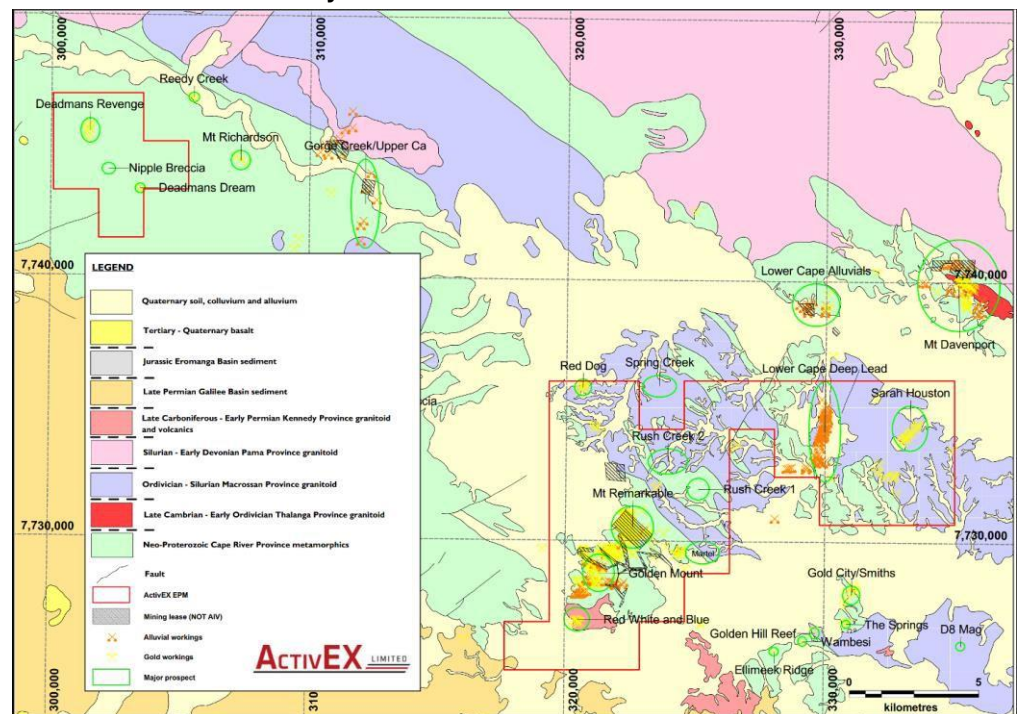 300,000
310,000
320,000
330,000
Reedy Creek
Deadmans Revenge
Mt Richardson
Gorge Creek/Upper Ca
Nipple Breccia
Deadmans Dream
7,740,000
7,740,000
Lower Cape Alluvials
Mt Davenport
LEGEND
Quaternary soil, colluvium and alluvium
Tertiary - Quaternary basalt
Jurassic Eromanga Basin sediment
Late Permian Galilee Basin sediment
Late Carboniferous - Early Permian Kennedy Province granitoid
and volcanics
Silurian - Early Devonian Pama Province granitoid
Ordivician - Silurian Macrossan Province granitoid
Late Cambrian - Early Ordivician Thalanga Province granitoid
Neo-Proterozoic Cape River Province metamorphics
Fault
ActivEX EPM
Mining lease (NOT AIV)
Alluvial workings
Gold workings
Major prospect
ACTIVEX LIMITED
Red Dog
Spring Creek
Lower Cape Deep Lead
Sarah Houston
cia
Rush Creek 2
Rush Creek 1
Mt Remarkable
7,730,000
7,730,000
Martel
Golden Mount
Gold City/Smiths
Red White and Blue
The Springs
D8 Mag
Golden Hill Reef
Wambesi
Ellimeek Ridge
300,000
310
320,000
330,000
0
5
kilometres